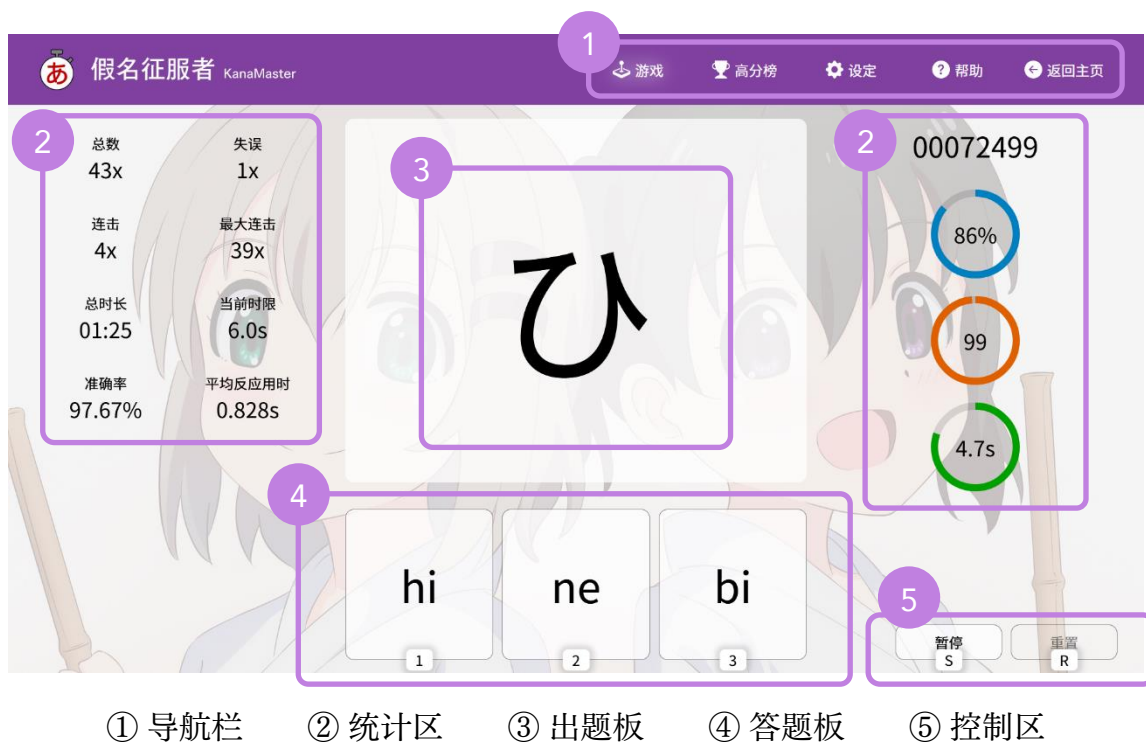 1
あ 假名征服者 KanaMaster
游戏 高分榜 设定 ? 帮助 返回主页
2
总数 失误
43x 1x
连击 最大连击
4x 39x
总时长 当前时限
01:25 6.0s
准确率 平均反应用时
97.67% 0.828s
3
ひ
2
00072499
86%
99
4.7s
4
hi ne bi
1 2 3
5
暂停 重置
S R
① 导航栏 ② 统计区 ③ 出题板 ④ 答题板 ⑤ 控制区